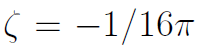 ζ = −1/16π